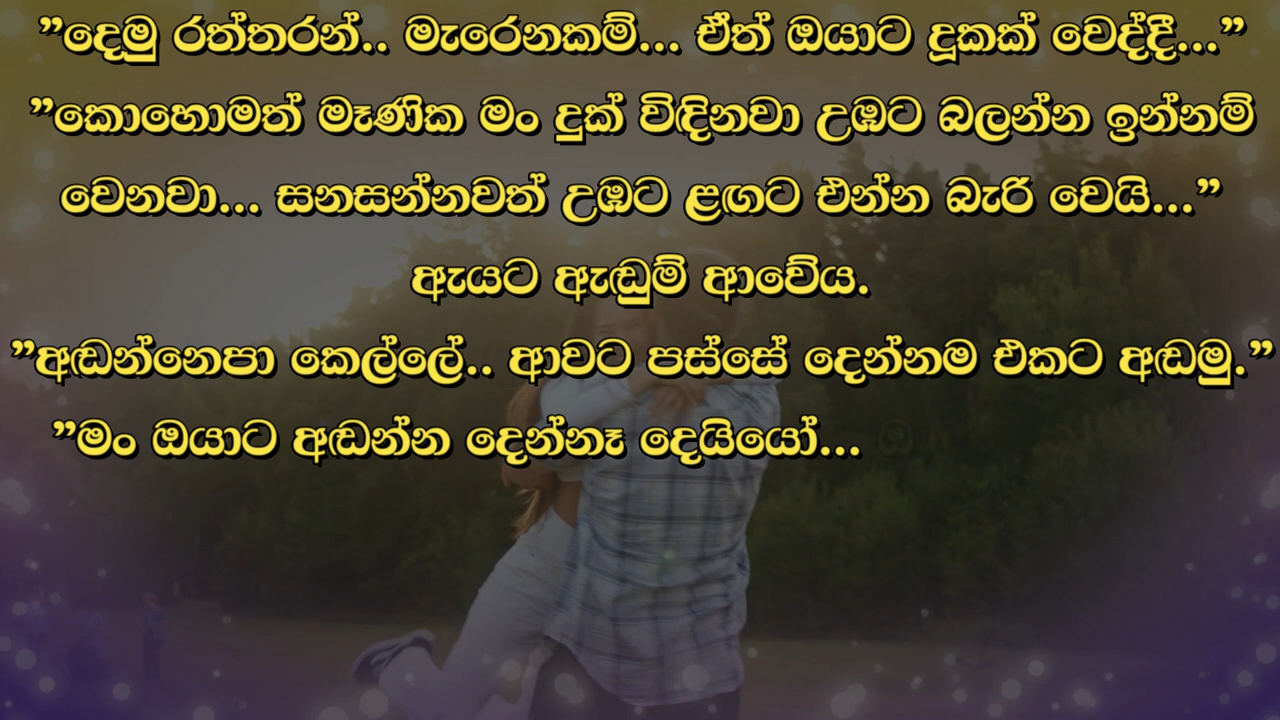 ”දෙමු රත්තරන්.. මැරෙනකම්... ඒත් ඔයාට දූකක් වෙද්දී...”
”කොහොමත් මෑණික මං දුක් විඳිනවා උඹට බලන්න ඉන්නම්
වෙනවා... සනසන්නවත් උඹට ළඟට එන්න බැරි වෙයි...”
ඇයට ඇඬුම් ආවේය.
”අඬන්නෙපා කෙල්ලේ.. ආවට පස්සේ දෙන්නම එකට අඬමු.”
”මං ඔයාට අඬන්න දෙන්නෑ දෙයියෝ... ඔ